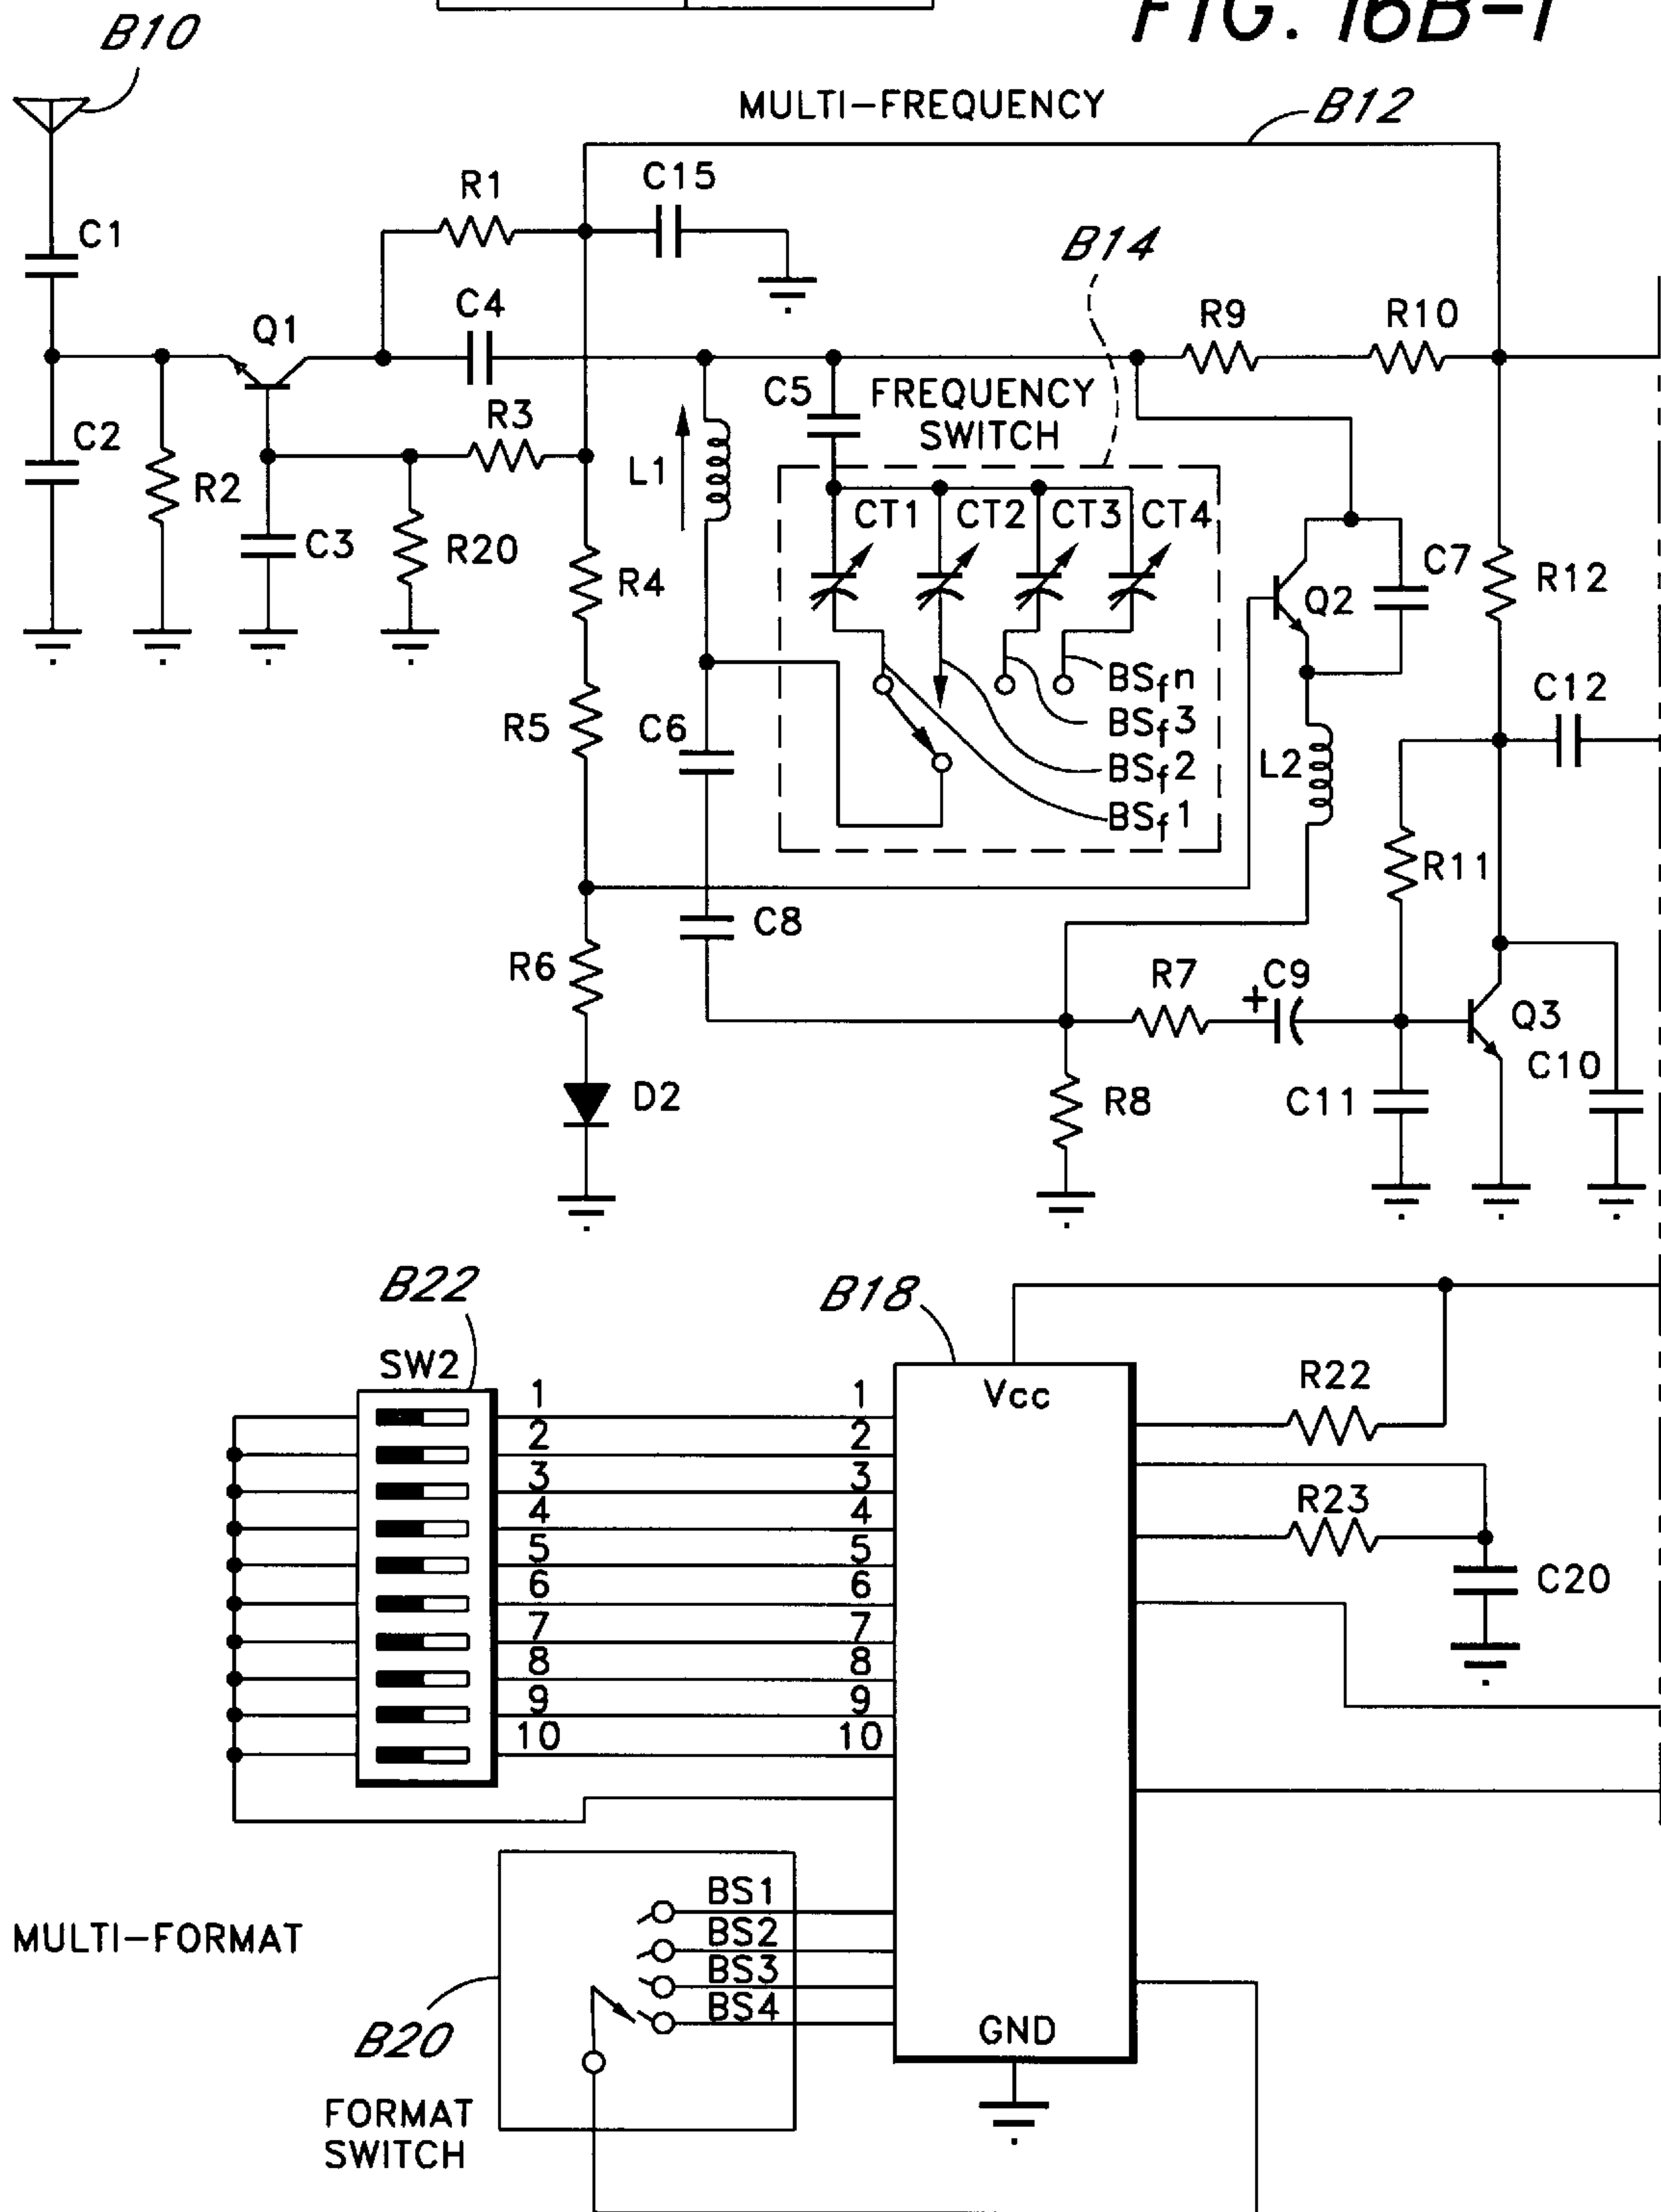 FIG. 16B-1
B10
MULTI-FREQUENCY
B12
R1
C15
C1
B14
Q1
C4
R9
R10
C5
FREQUENCY
SWITCH
R3
C2
L1
R2
CT1
CT2
CT3
CT4
C3
R20
R4
C7
R12
Q2
BSfn
C12
R5
C6
BSf3
BSf2
L2
BSf1
R11
C8
R6
R7
+
C9
Q3
C10
D2
R8
C11
B22
B18
SW2
Vcc
R22
1 1
2 2
3 3
R23
4 4
5 5
C20
6 6
7 7
8 8
9 9
10 10
BS1
MULTI-FORMAT
BS2
BS3
BS4
B20
GND
FORMAT
SWITCH